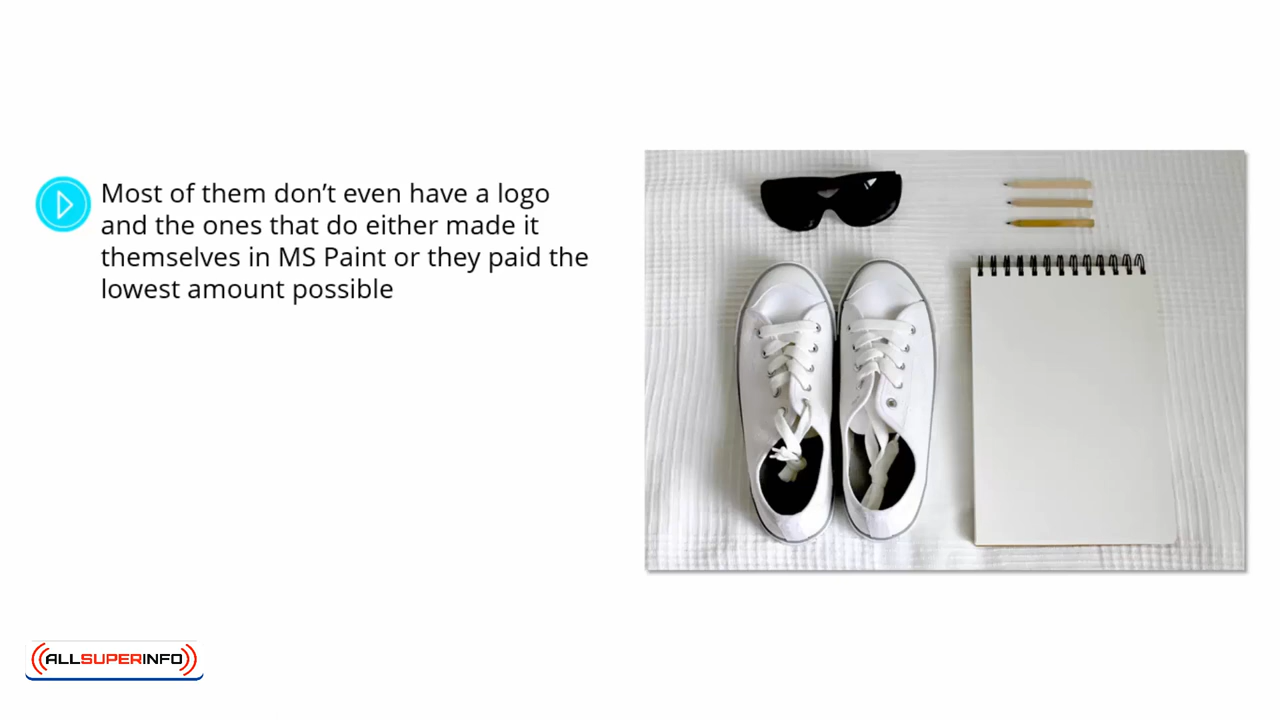 Most of them don’t even have a logo
and the ones that do either made it
themselves in MS Paint or they paid the
lowest amount possible
ALLSUPERINFO